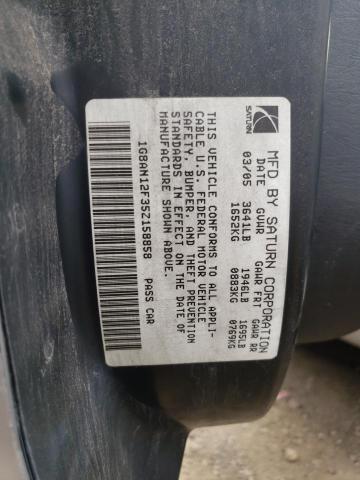 SATURN
MFD BY SATURN CORPORATION
DATE GVWR GAWR FRT GAWR RR
03/05 3641LB 1946LB 1695LB
1652KG 0883KG 0769KG
THIS VEHICLE CONFORMS TO ALL APPLI-
CABLE U.S. FEDERAL MOTOR VEHICLE
SAFETY, BUMPER, AND THEFT PREVENTION
STANDARDS IN EFFECT ON THE DATE OF
MANUFACTURE SHOWN ABOVE.
1G8AN12F35Z158858 PASS CAR